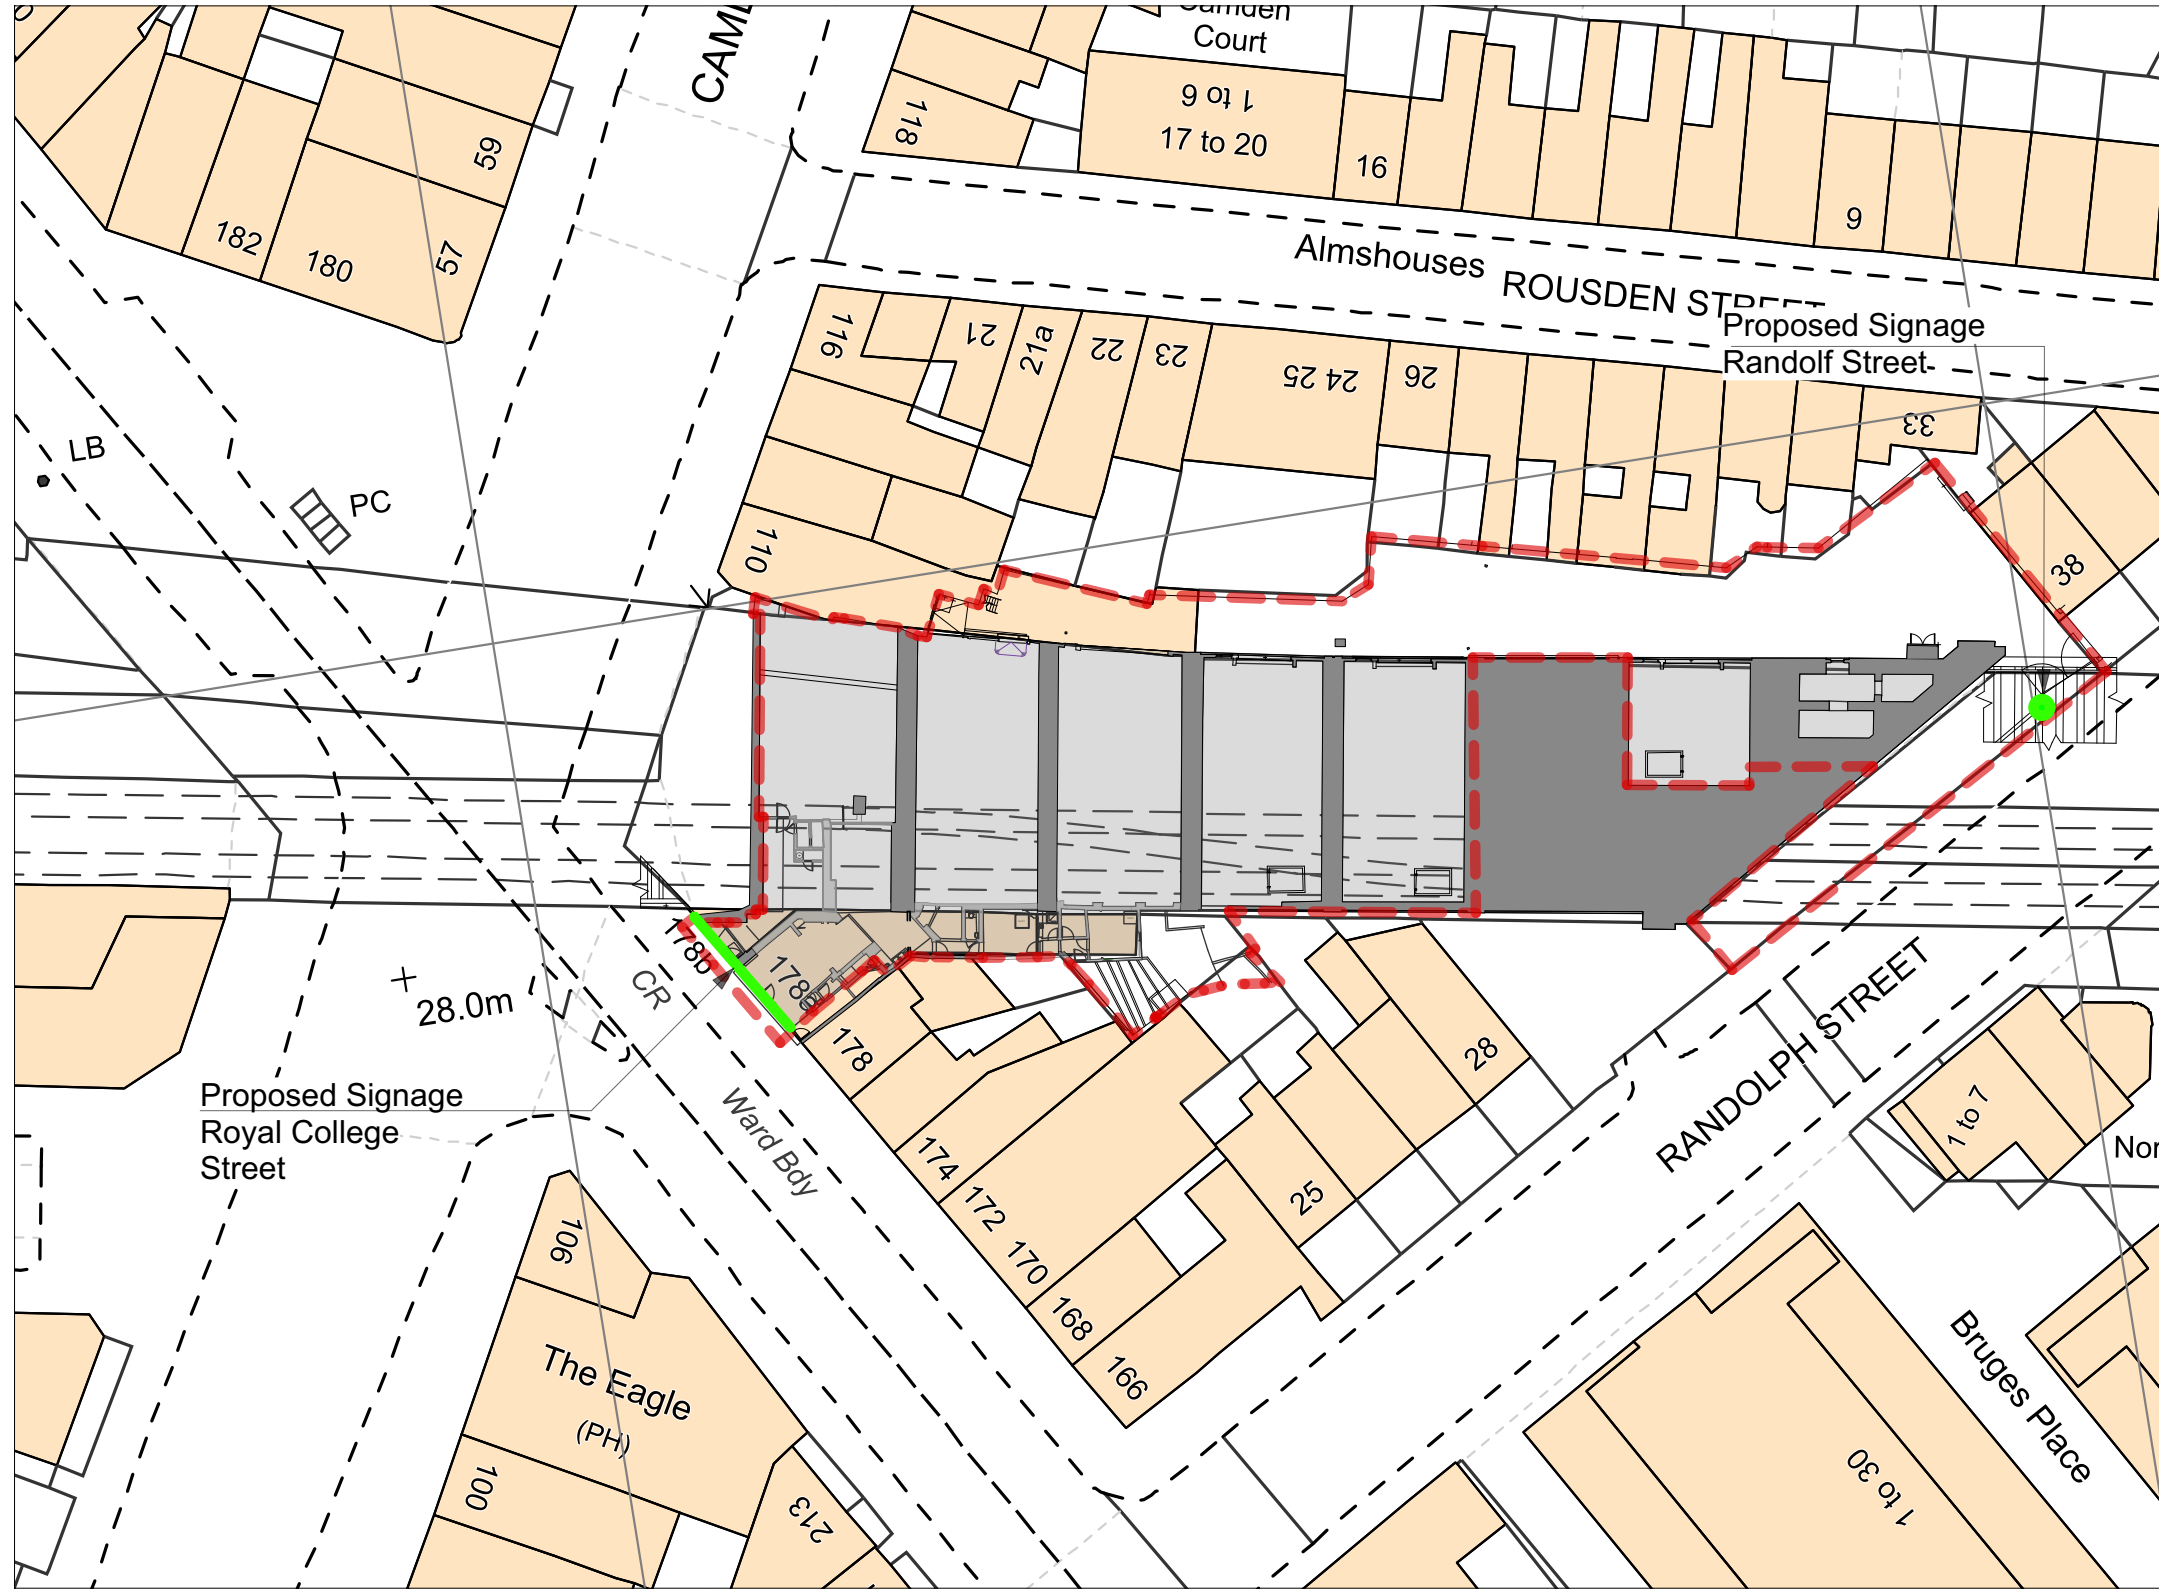 CAMD
Camden
Court
1 to 6
17 to 20
118
16
9
59
57
182
180
Almshouses
ROUSDEN STREET
Proposed Signage
Randolf Street
116
21
21a
22
23
24 25
26
33
38
LB
PC
110
178b
178a
178
CR
28.0m
Proposed Signage
Royal College
Street
Ward Bdy
174
172
170
168
166
28
25
RANDOLPH STREET
1 to 7
Nor
106
The Eagle
(PH)
100
213
Bruges Place
1 to 30